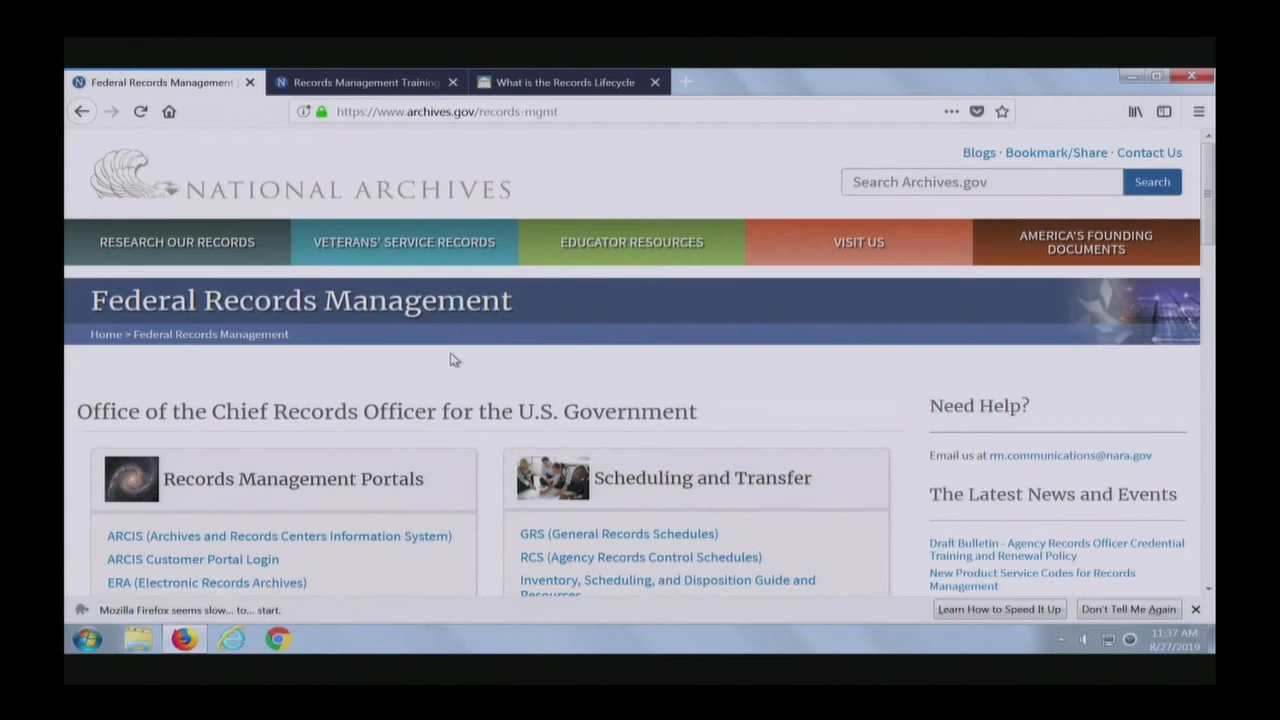 Federal Records Management
Records Management Training
What is the Records Lifecycle
https://www.archives.gov/records-mgmt
Blogs · Bookmark/Share · Contact Us
NATIONAL ARCHIVES
Search Archives.gov
Search
RESEARCH OUR RECORDS
VETERANS' SERVICE RECORDS
EDUCATOR RESOURCES
VISIT US
AMERICA'S FOUNDING
DOCUMENTS
Federal Records Management
Home > Federal Records Management
Office of the Chief Records Officer for the U.S. Government
Records Management Portals
ARCIS (Archives and Records Centers Information System)
ARCIS Customer Portal Login
ERA (Electronic Records Archives)
Scheduling and Transfer
GRS (General Records Schedules)
RCS (Agency Records Control Schedules)
Inventory, Scheduling, and Disposition Guide and
Resources
Need Help?
Email us at rm.communications@nara.gov
The Latest News and Events
Draft Bulletin - Agency Records Officer Credential
Training and Renewal Policy
New Product Service Codes for Records
Management
Mozilla Firefox seems slow... to... start.
Learn How to Speed It Up
Don't Tell Me Again
11:37 AM
8/27/2019